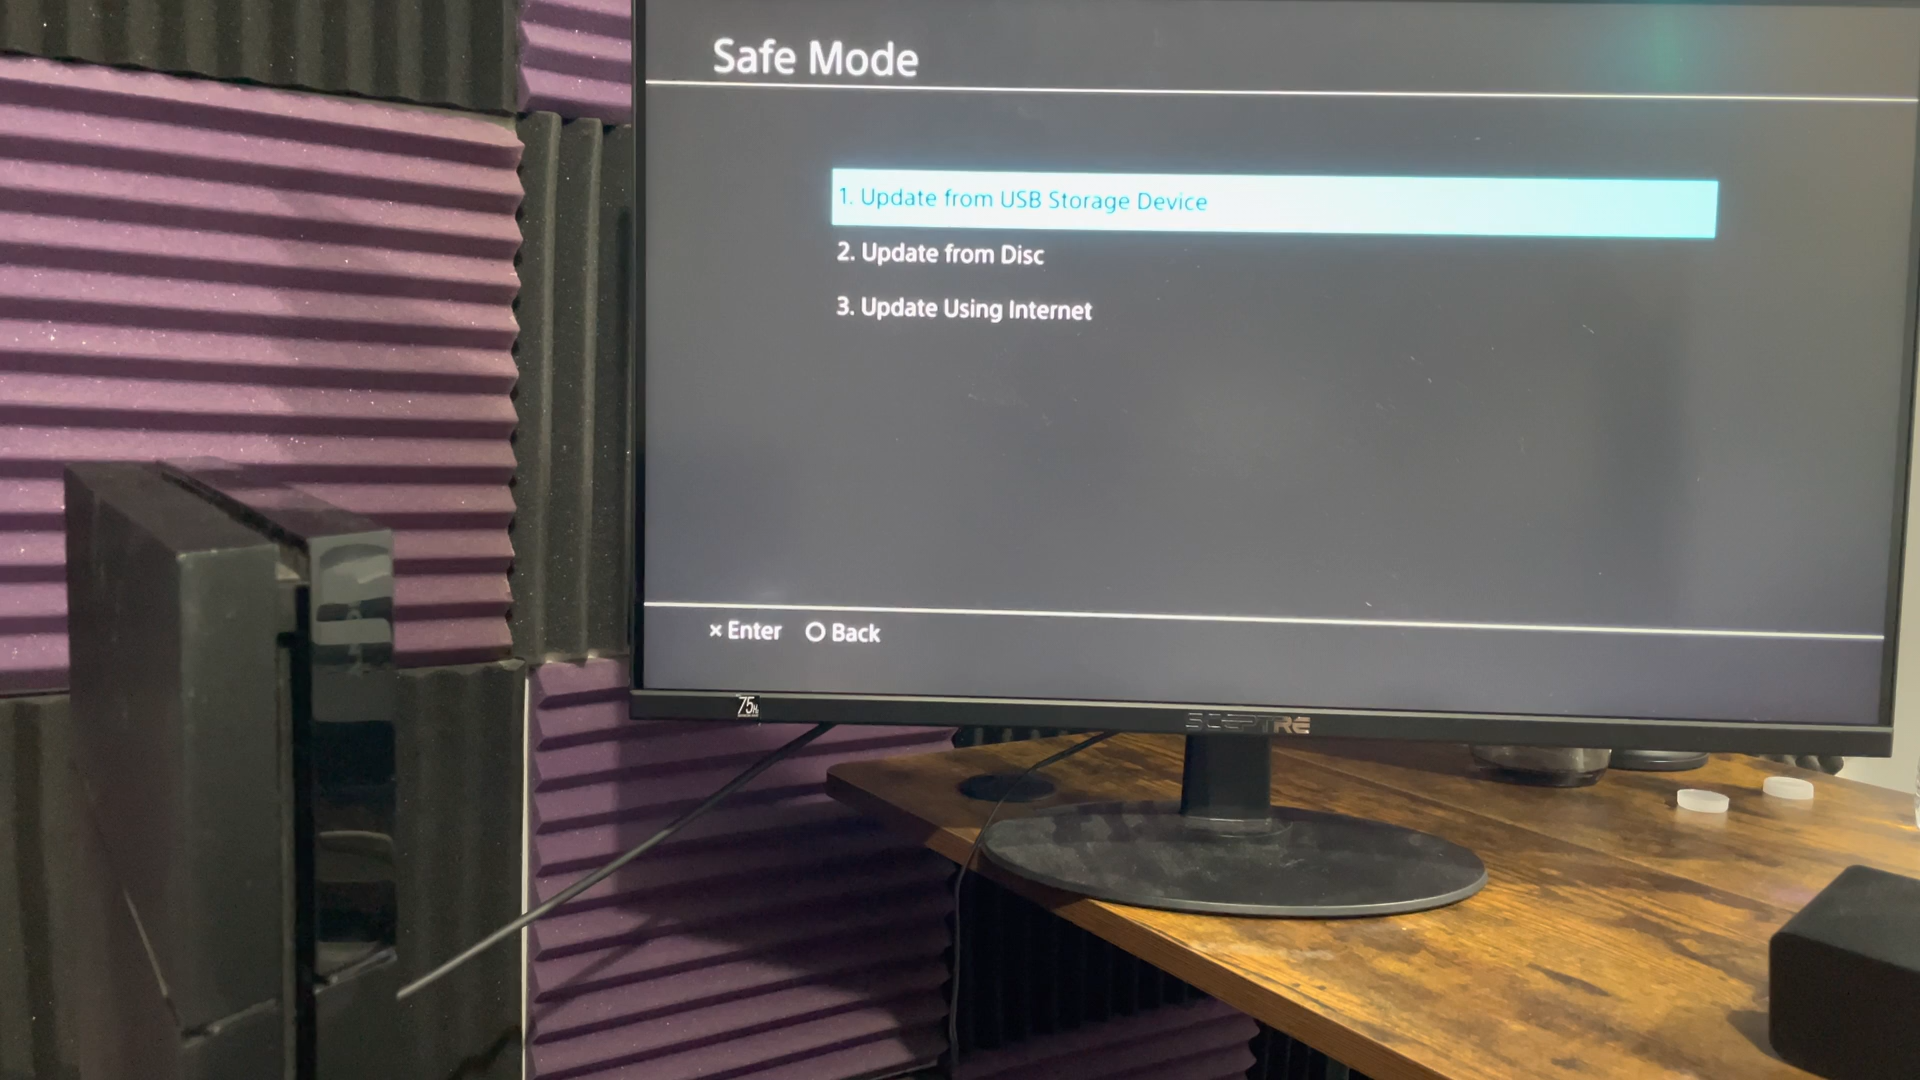 Safe Mode
1. Update from USB Storage Device
2. Update from Disc
3. Update Using Internet
× Enter ○ Back
75Hz
SCEPTRE